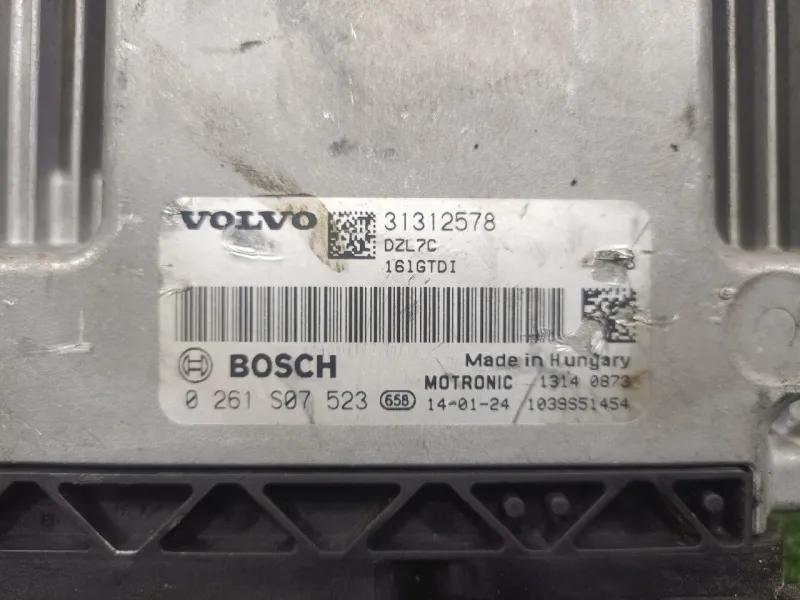 VOLVO 31312578
DZL7C
161GTDI
BOSCH Made in Hungary
MOTRONIC 1314 0873
0 261 S07 523 658 14-01-24 1039S51454